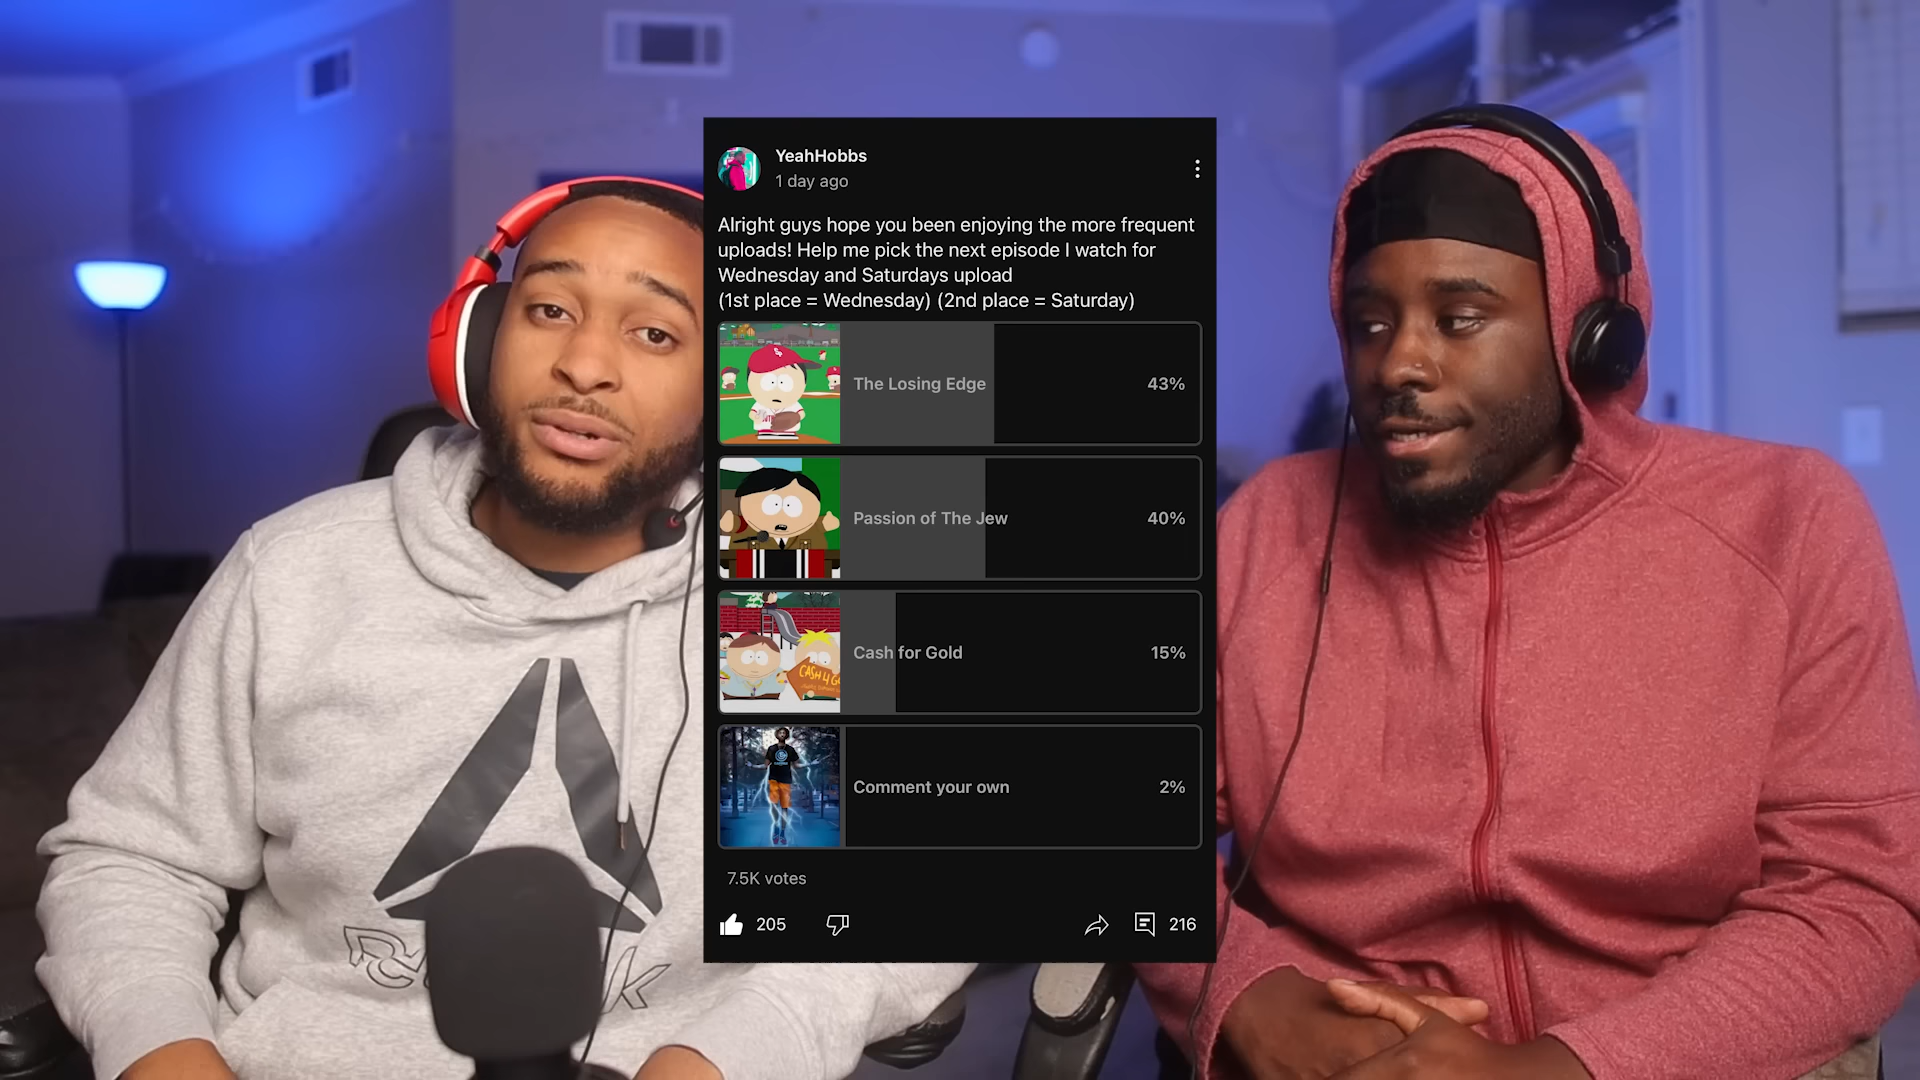 YeahHobbs
1 day ago
Alright guys hope you been enjoying the more frequent
uploads! Help me pick the next episode I watch for
Wednesday and Saturdays upload
(1st place = Wednesday) (2nd place = Saturday)
The Losing Edge 43%
Passion of The Jew 40%
CASH 4 G
Cash for Gold 15%
Comment your own 2%
7.5K votes
205 216